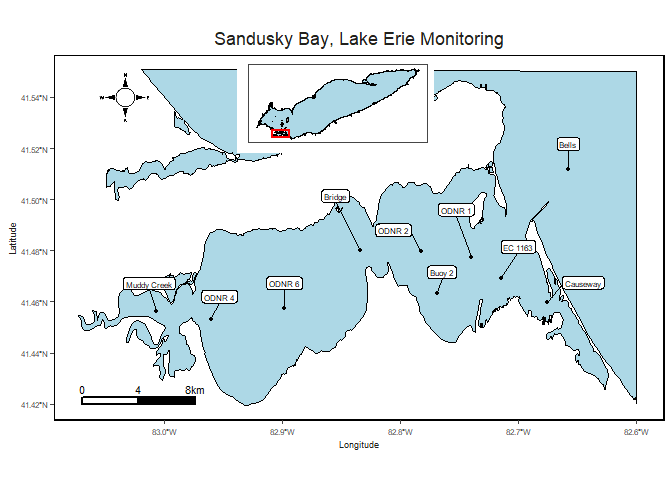 Sandusky Bay, Lake Erie Monitoring
N
W
E
S
41.54°N
41.52°N
41.50°N
41.48°N
41.46°N
41.44°N
41.42°N
Latitude
Bells
Bridge
ODNR 1
ODNR 2
EC 1163
Buoy 2
Muddy Creek
ODNR 6
Causeway
ODNR 4
0 4 8km
83.0°W 82.9°W 82.8°W 82.7°W 82.6°W
Longitude